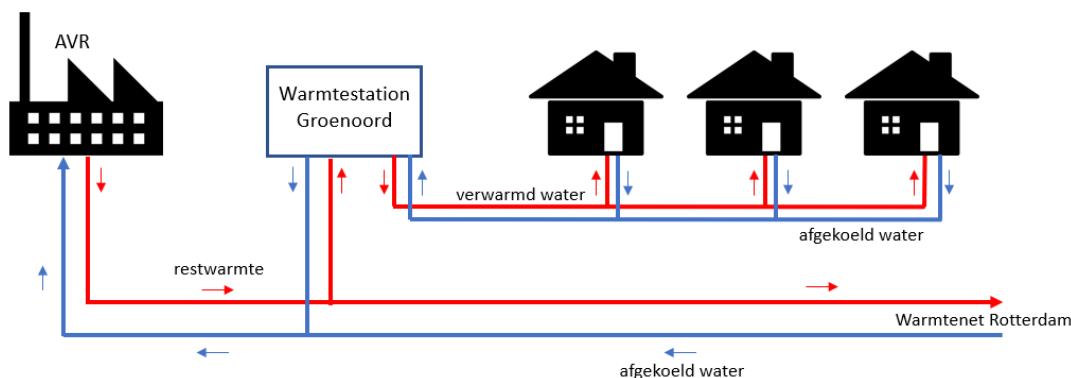 AVR
Warmtestation
Groenoord
verwarmd water
afgekoeld water
restwarmte
Warmtenet Rotterdam
afgekoeld water